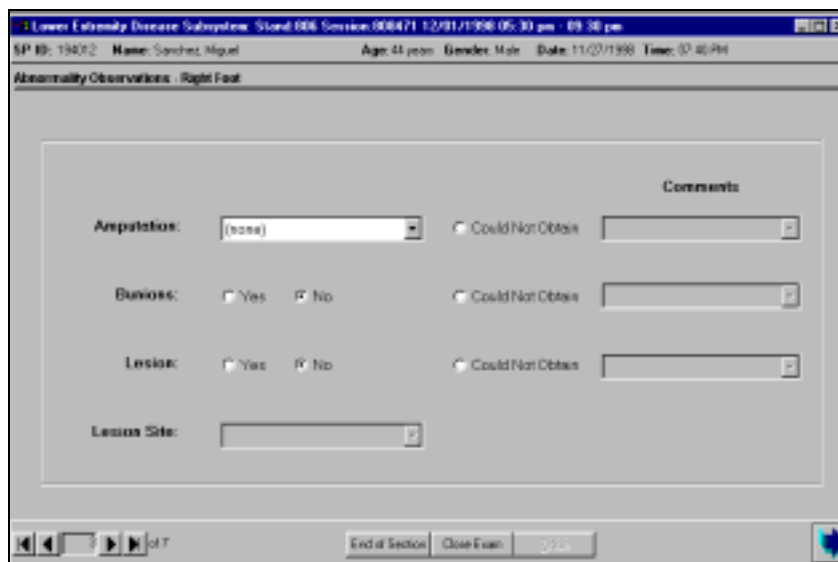 Lower Extremity Disease Subsystem: Stand:806 Session:808471 12/01/1998 05:30 pm - 09:30 pm
SP ID: 194012 Name: Sanchez, Miguel Age: 44 years Gender: Male Date: 11/27/1998 Time: 07:40 PM
Abnormality Observations - Right Foot
Comments
Amputation: (none) Could Not Obtain
Bunions: Yes No Could Not Obtain
Lesion: Yes No Could Not Obtain
Lesion Site:
3 of 7 End of Section Close Exam